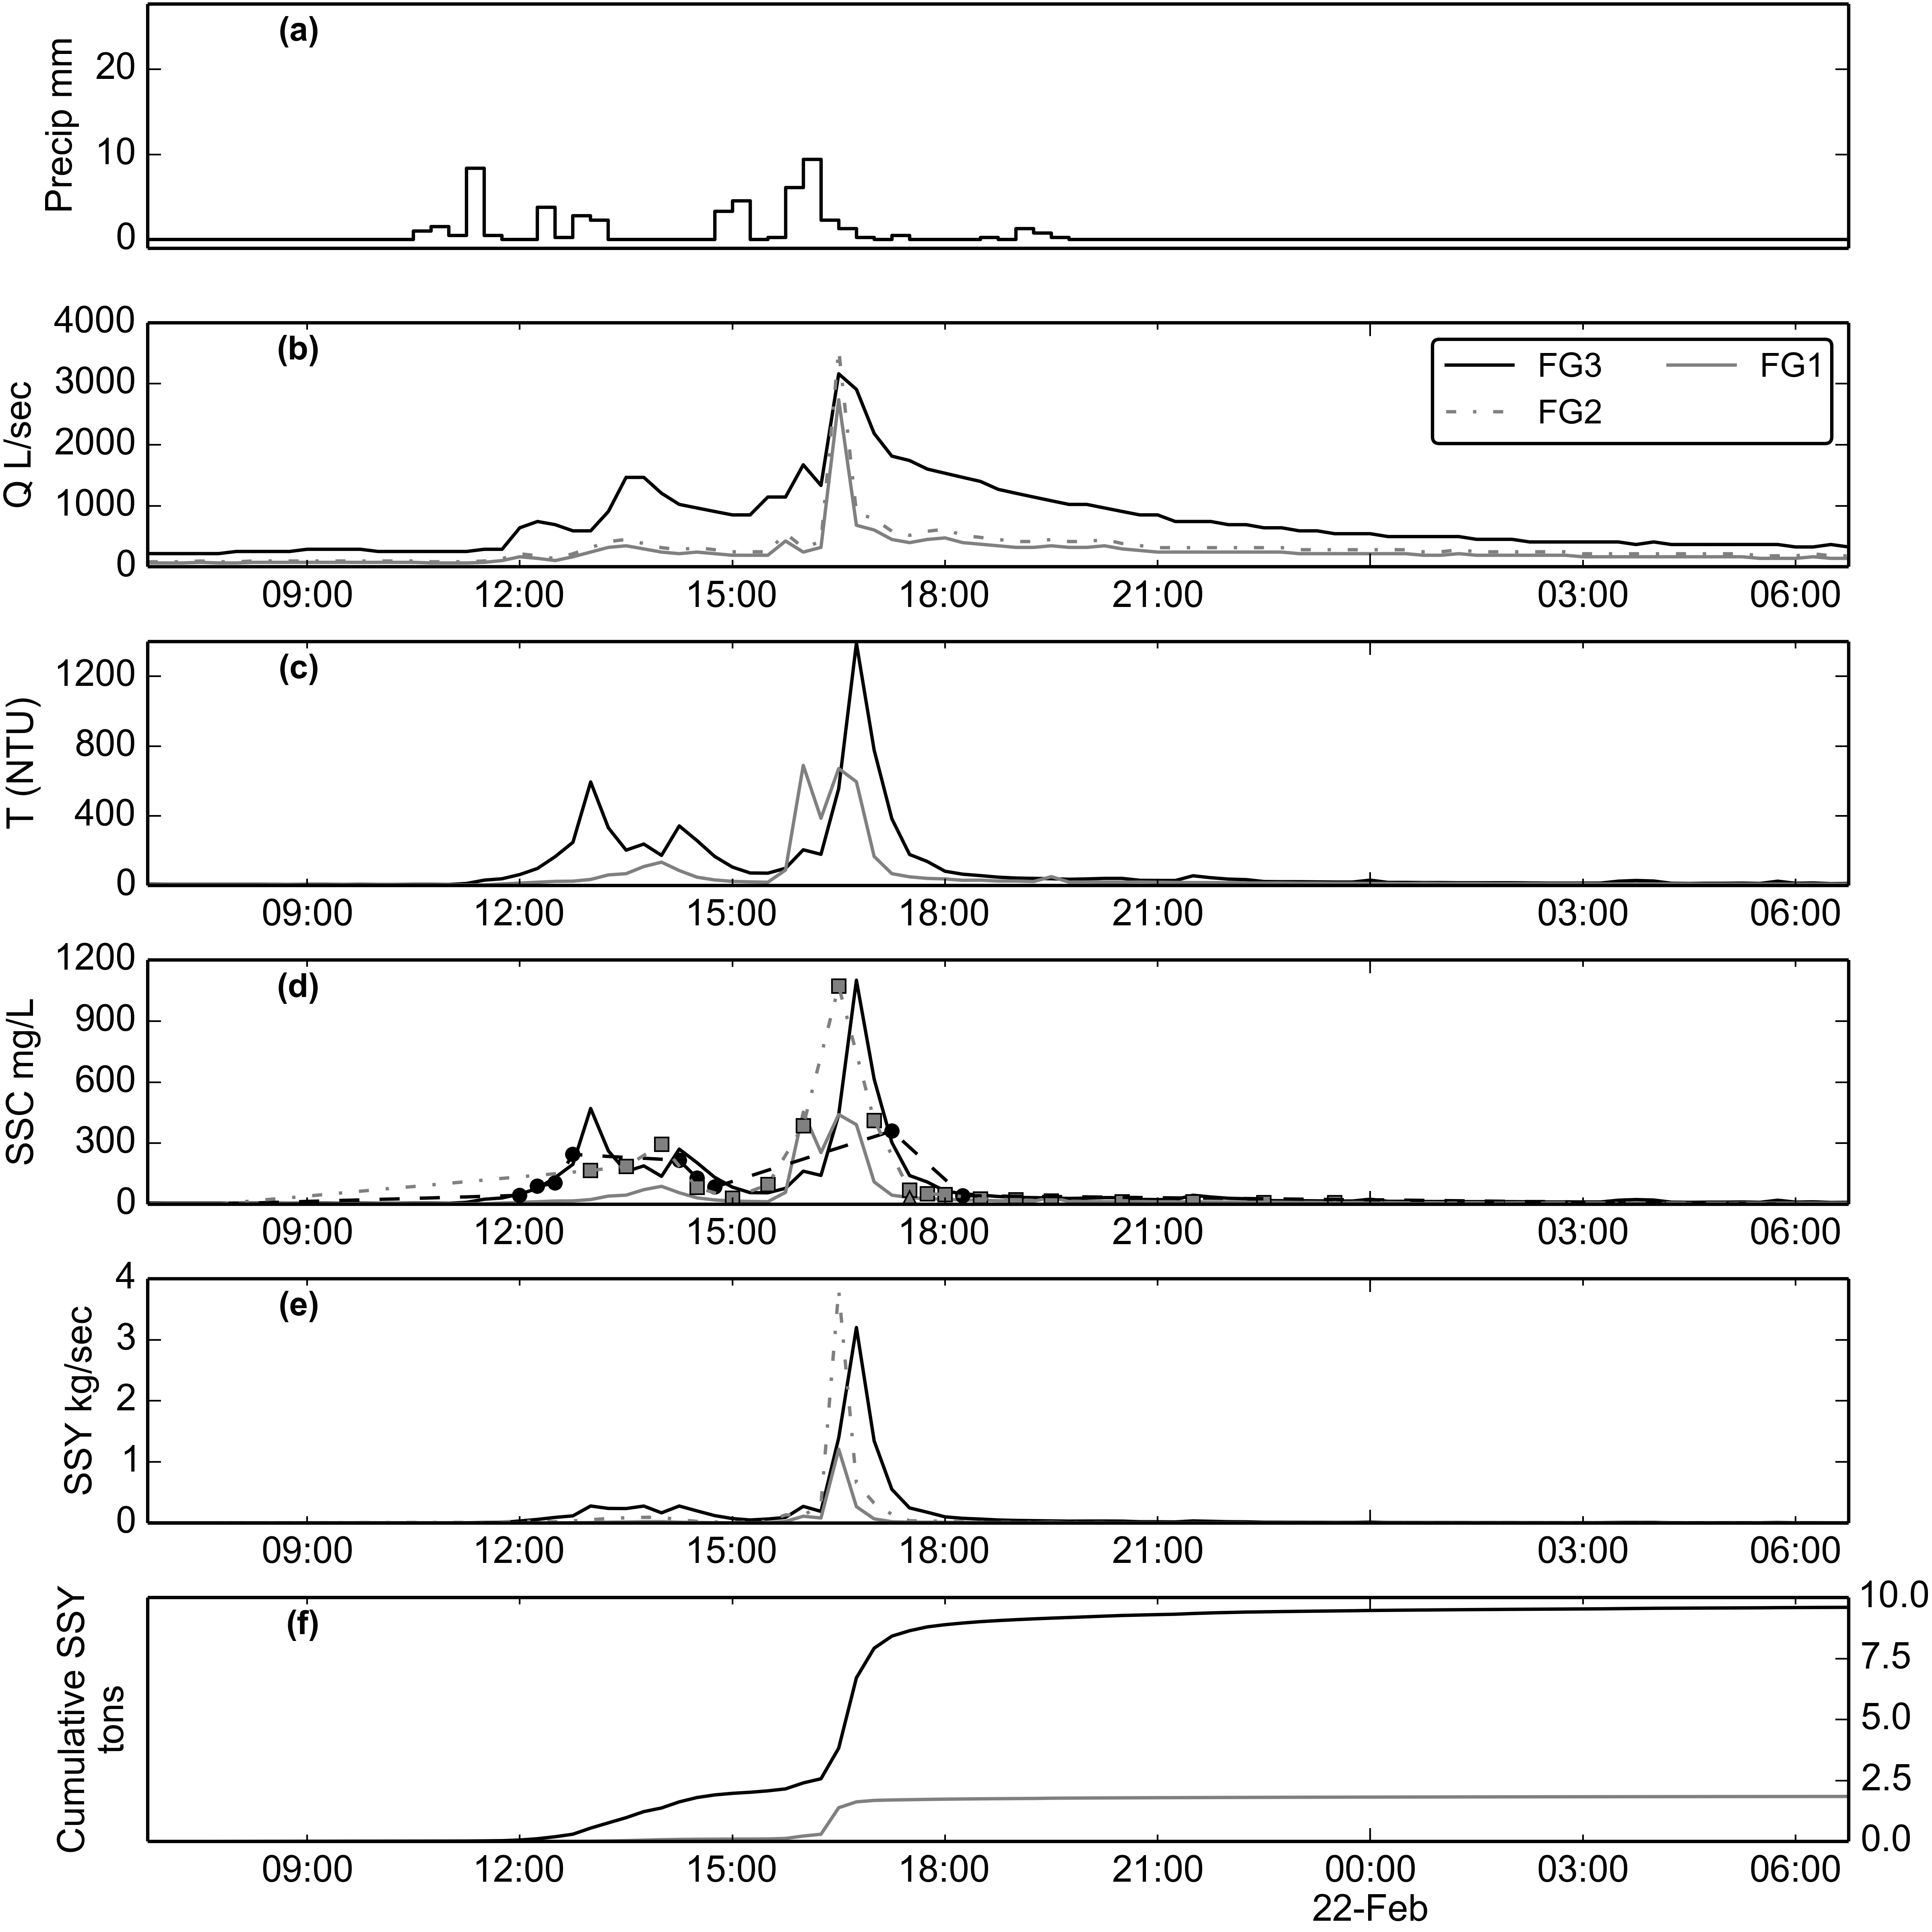 (a)
Precip mm
20
10
0
(b)
Q L/sec
4000
3000
2000
1000
0
FG3 FG1
FG2
09:00 12:00 15:00 18:00 21:00 03:00 06:00
(c)
T (NTU)
1200
800
400
0
09:00 12:00 15:00 18:00 21:00 03:00 06:00
(d)
SSC mg/L
1200
900
600
300
0
09:00 12:00 15:00 18:00 21:00 03:00 06:00
(e)
SSY kg/sec
4
3
2
1
0
09:00 12:00 15:00 18:00 21:00 03:00 06:00
(f)
Cumulative SSY
tons
10.0
7.5
5.0
2.5
0.0
09:00 12:00 15:00 18:00 21:00 00:00 03:00 06:00
22-Feb